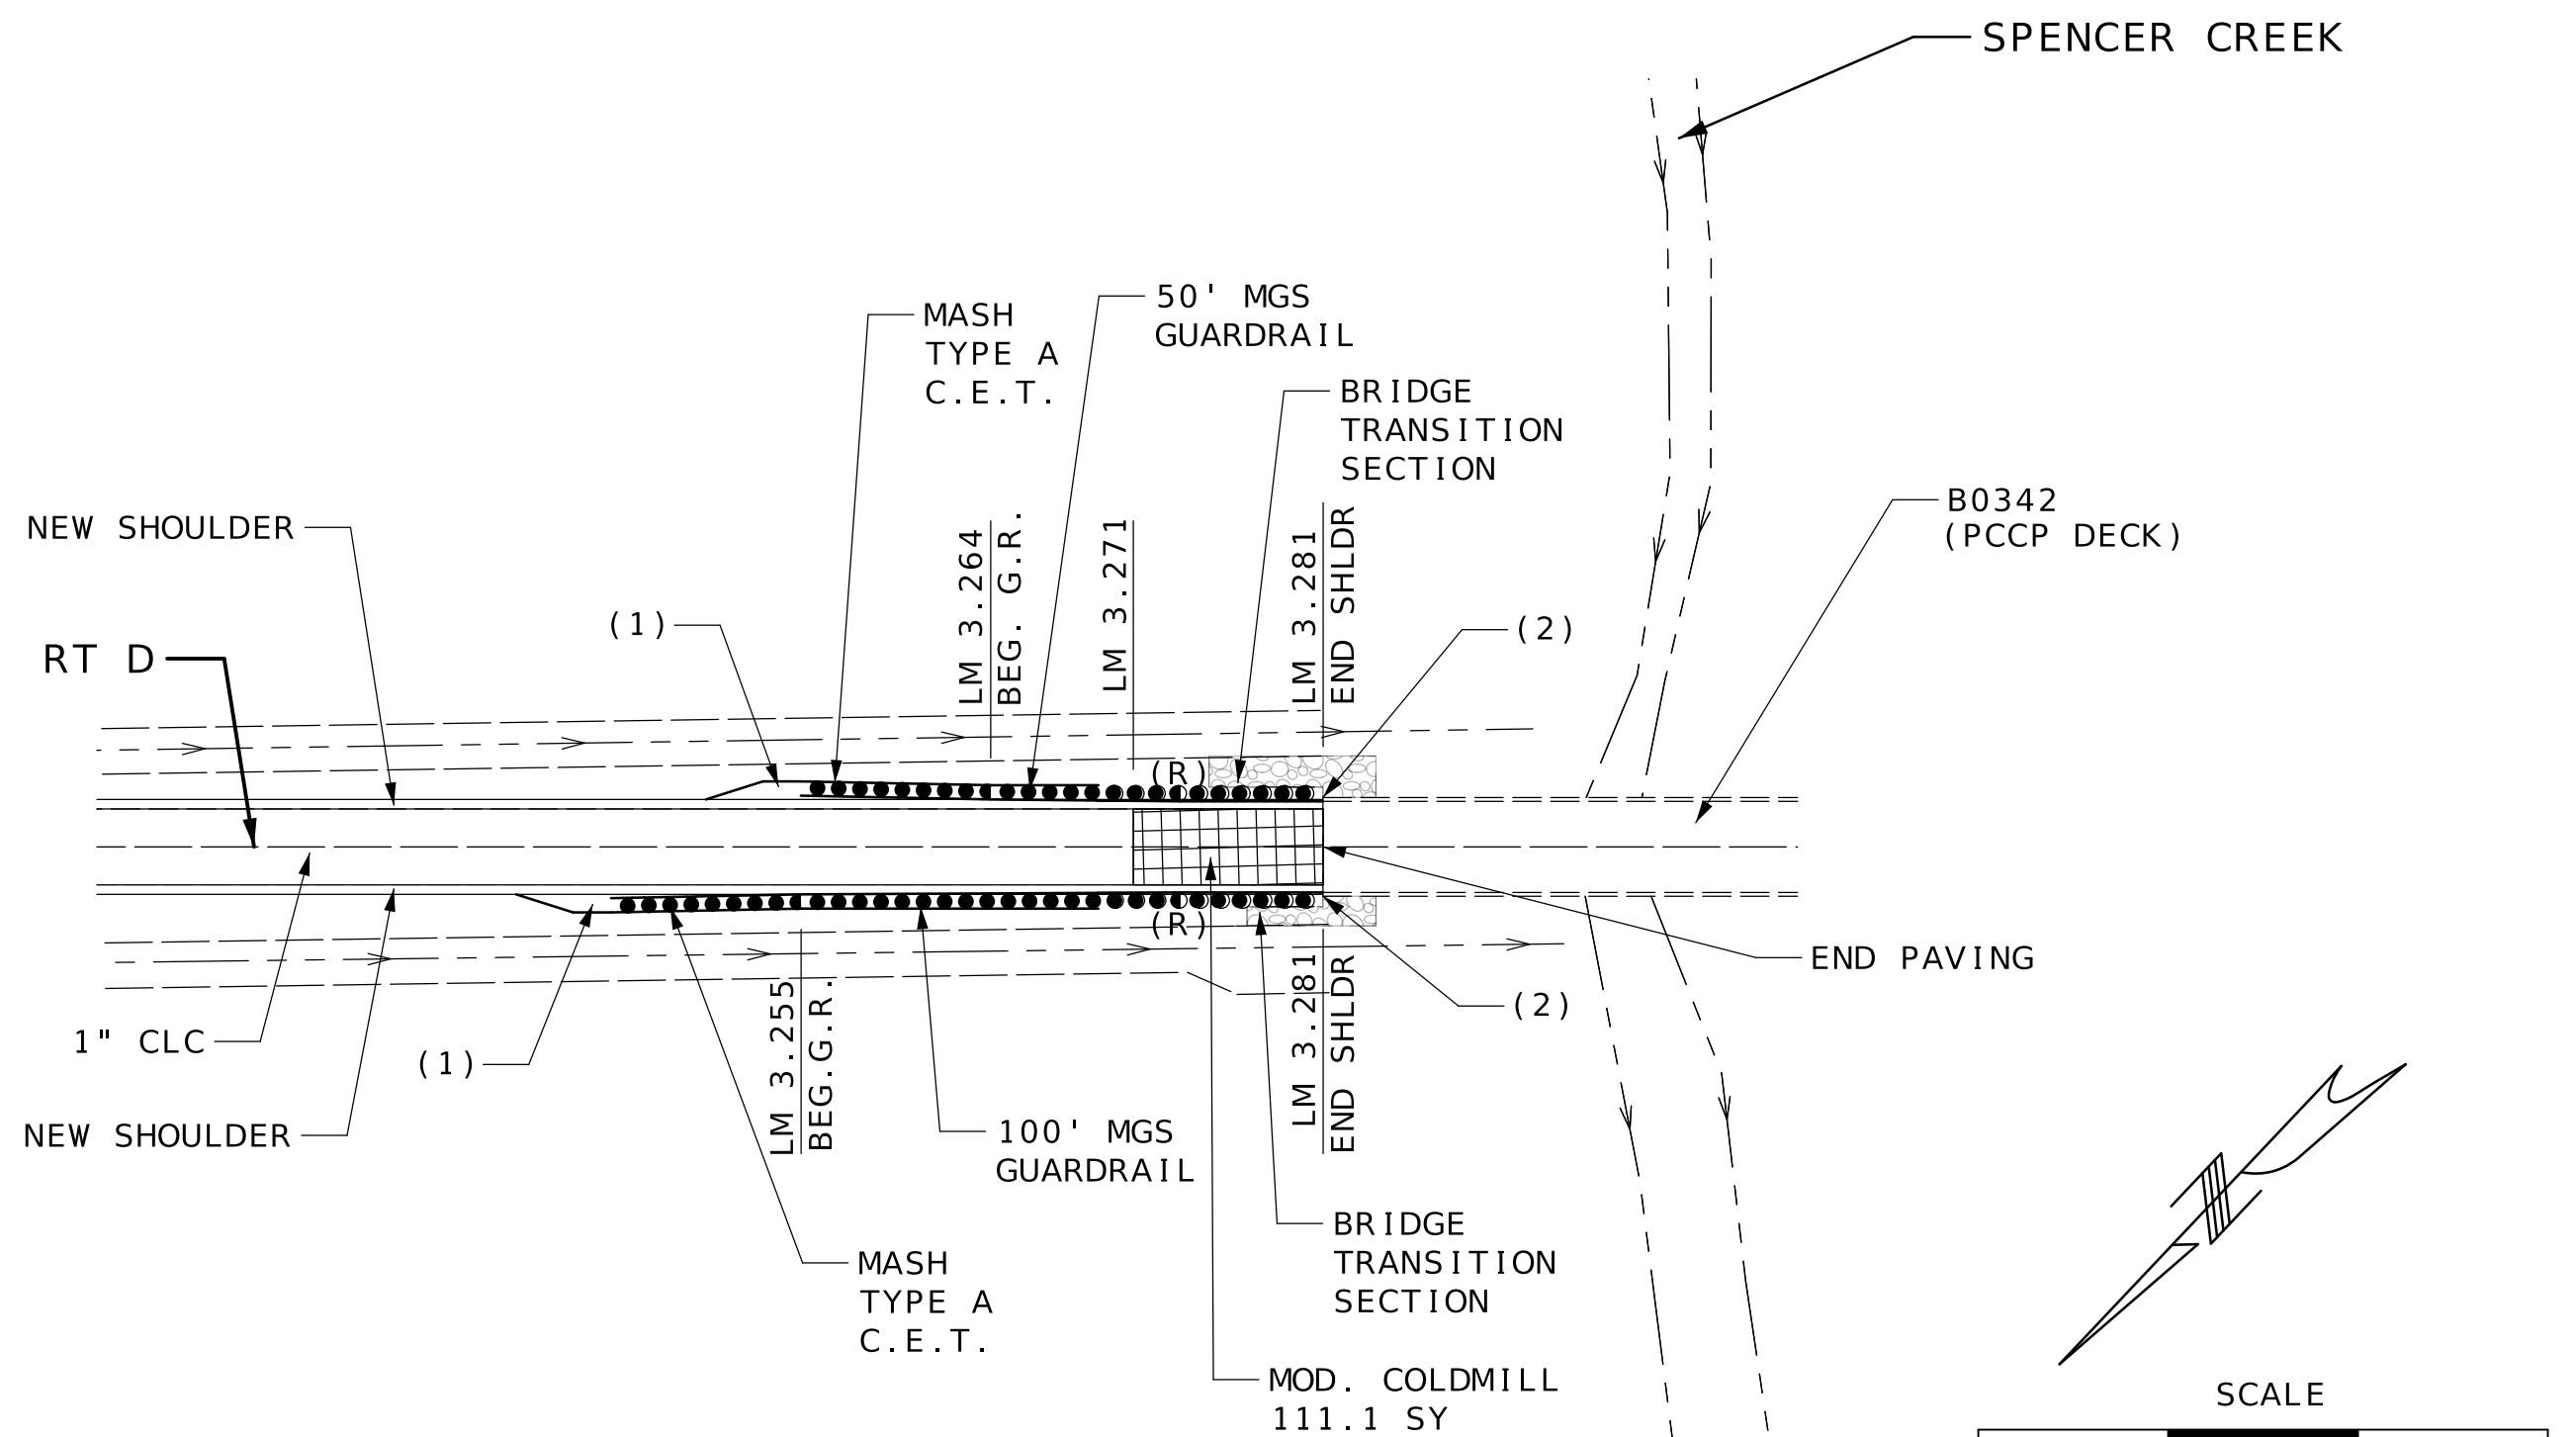 SPENCER CREEK
50' MGS
GUARDRAIL
MASH
TYPE A
C.E.T.
BRIDGE
TRANSITION
SECTION
B0342
(PCCP DECK)
NEW SHOULDER
LM 3.264
BEG. G.R.
LM 3.271
LM 3.281
END SHLDR
(1)
(2)
RT D
(R)
(R)
END PAVING
LM 3.255
BEG.G.R.
LM 3.281
END SHLDR
(2)
1" CLC
(1)
NEW SHOULDER
100' MGS
GUARDRAIL
BRIDGE
TRANSITION
SECTION
MASH
TYPE A
C.E.T.
MOD. COLDMILL
111.1 SY
SCALE